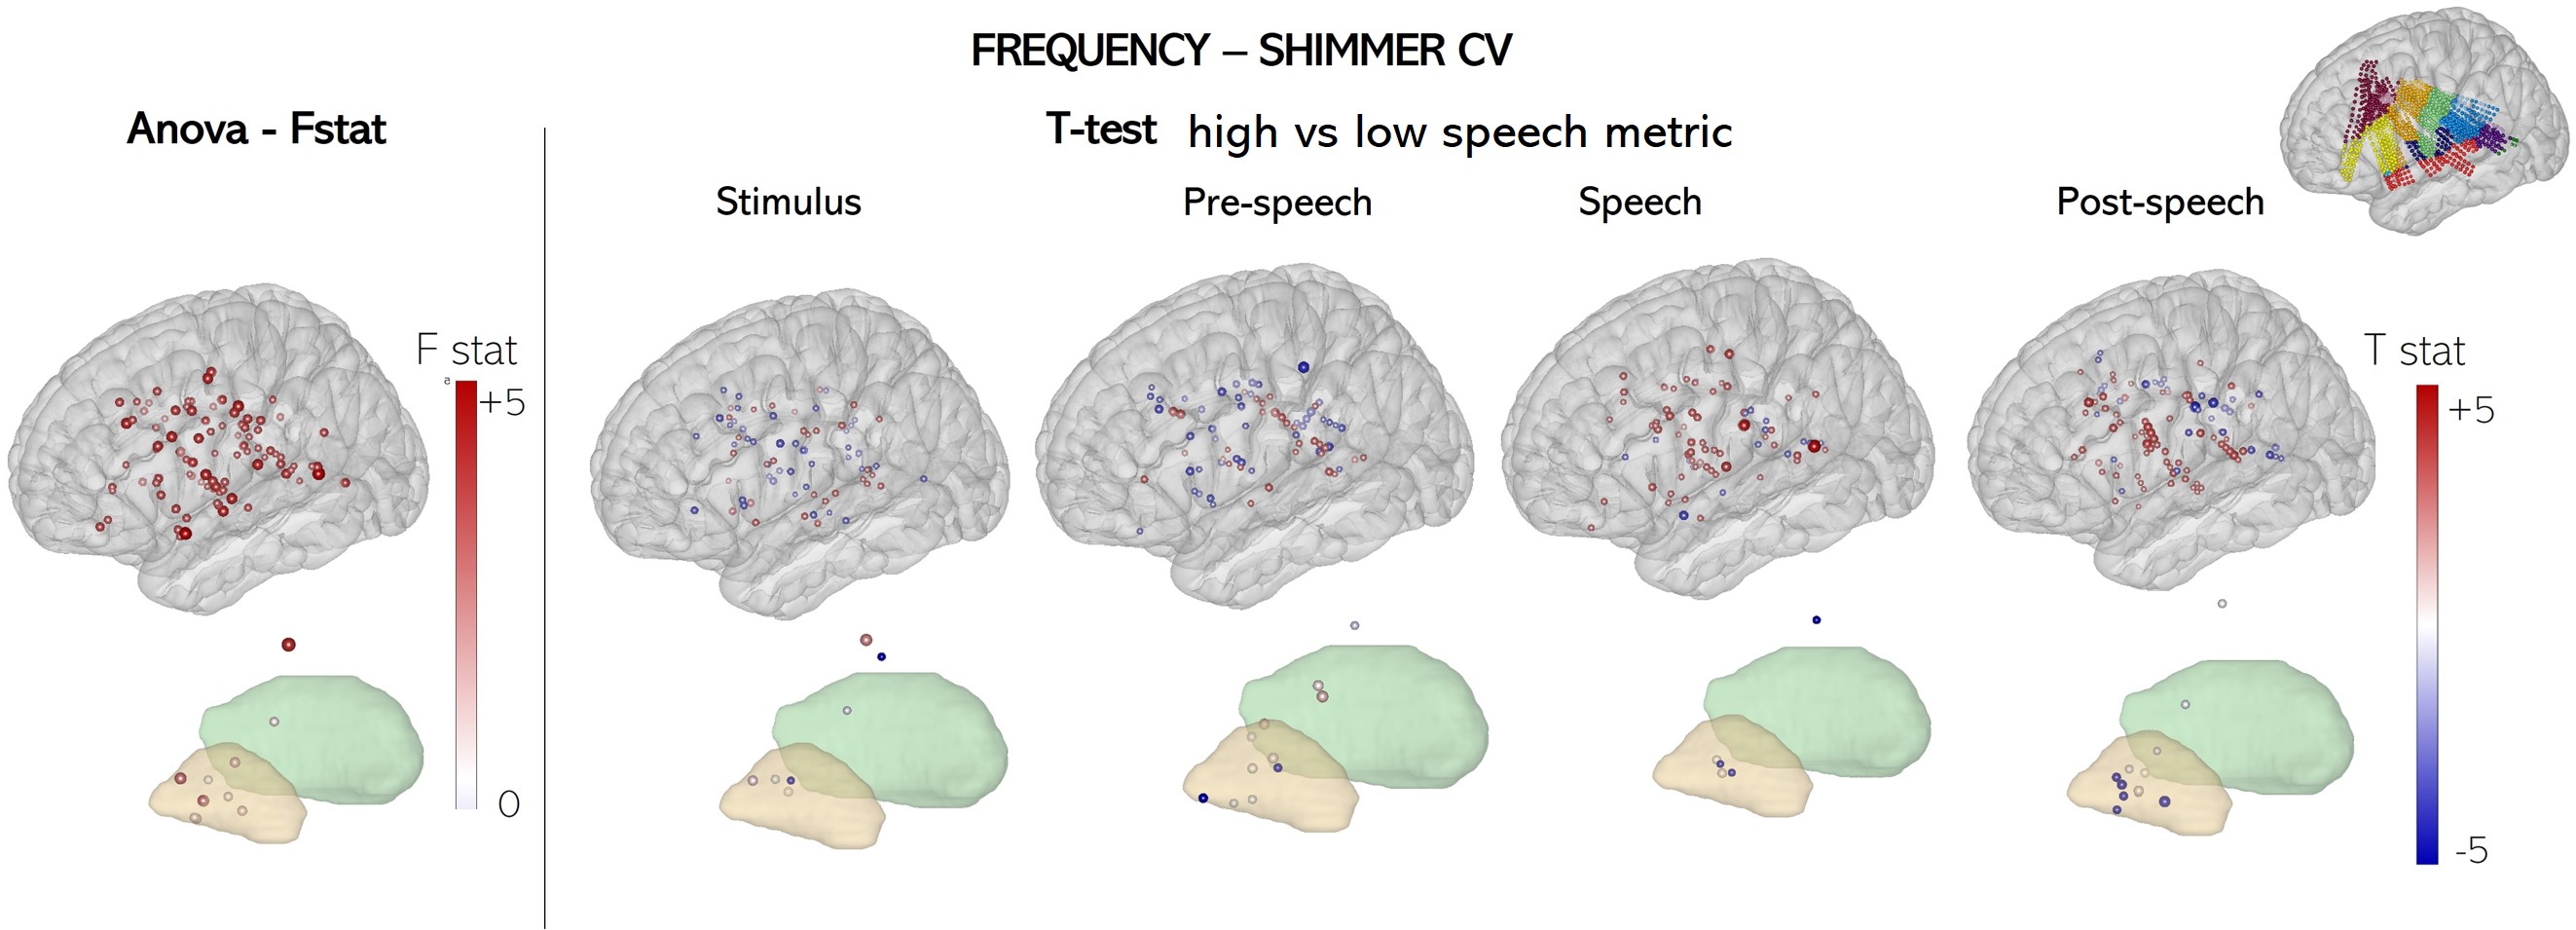 FREQUENCY – SHIMMER CV
Anova - Fstat
T-test high vs low speech metric
Stimulus
Pre-speech
Speech
Post-speech
F stat
a
+5
0
T stat
+5
-5